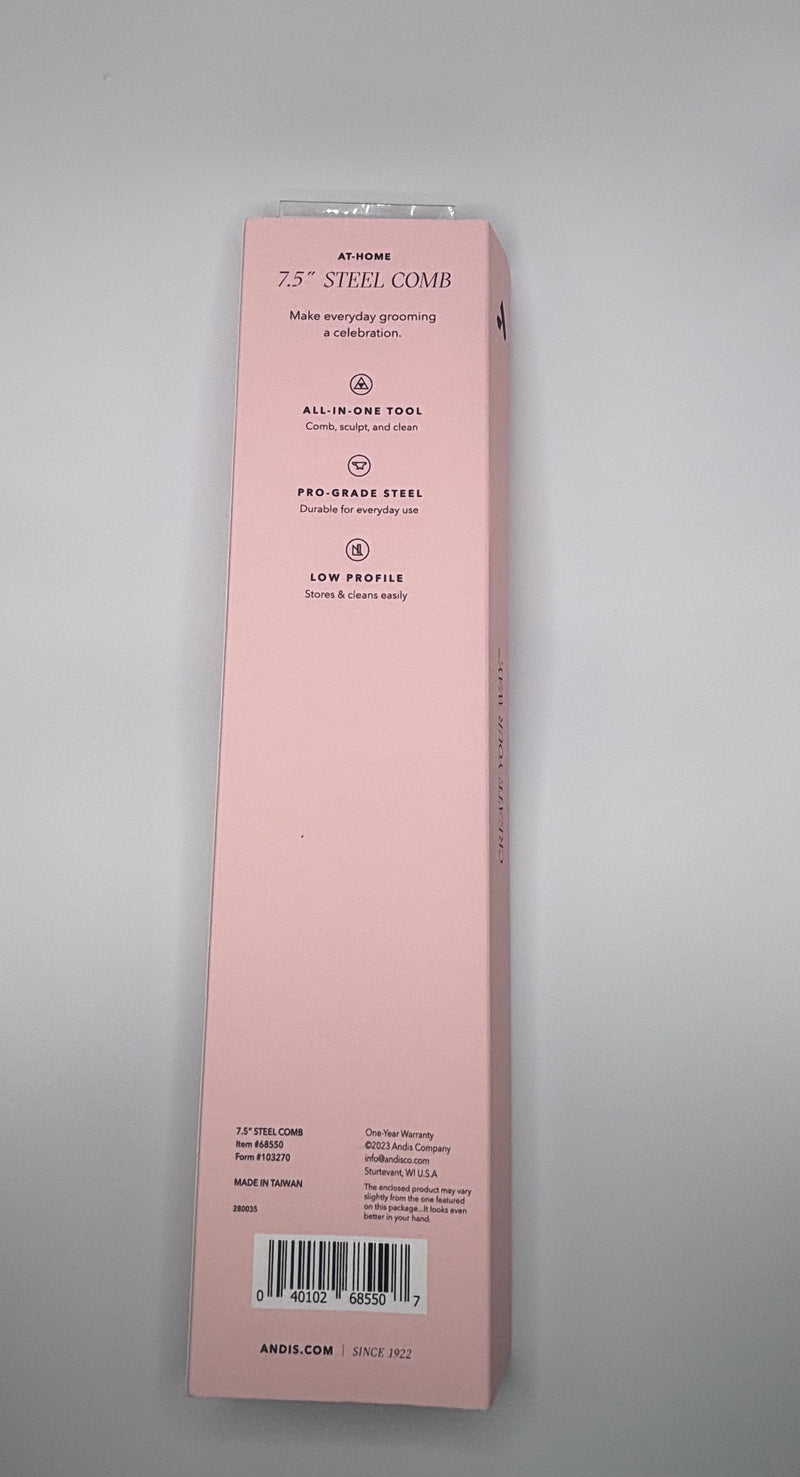 AT-HOME
7.5″ STEEL COMB
Make everyday grooming
a celebration.
ALL-IN-ONE TOOL
Comb, sculpt, and clean
PRO-GRADE STEEL
Durable for everyday use
LOW PROFILE
Stores & cleans easily
7.5" STEEL COMB
Item #68550
Form #103270
MADE IN TAIWAN
280035
One-Year Warranty
©2023 Andis Company
info@andisco.com
Sturtevant, WI U.S.A
The enclosed product may vary
slightly from the one featured
on this package...It looks even
better in your hand.
0 40102 68550 7
ANDIS.COM | SINCE 1922
CREATE YOUR